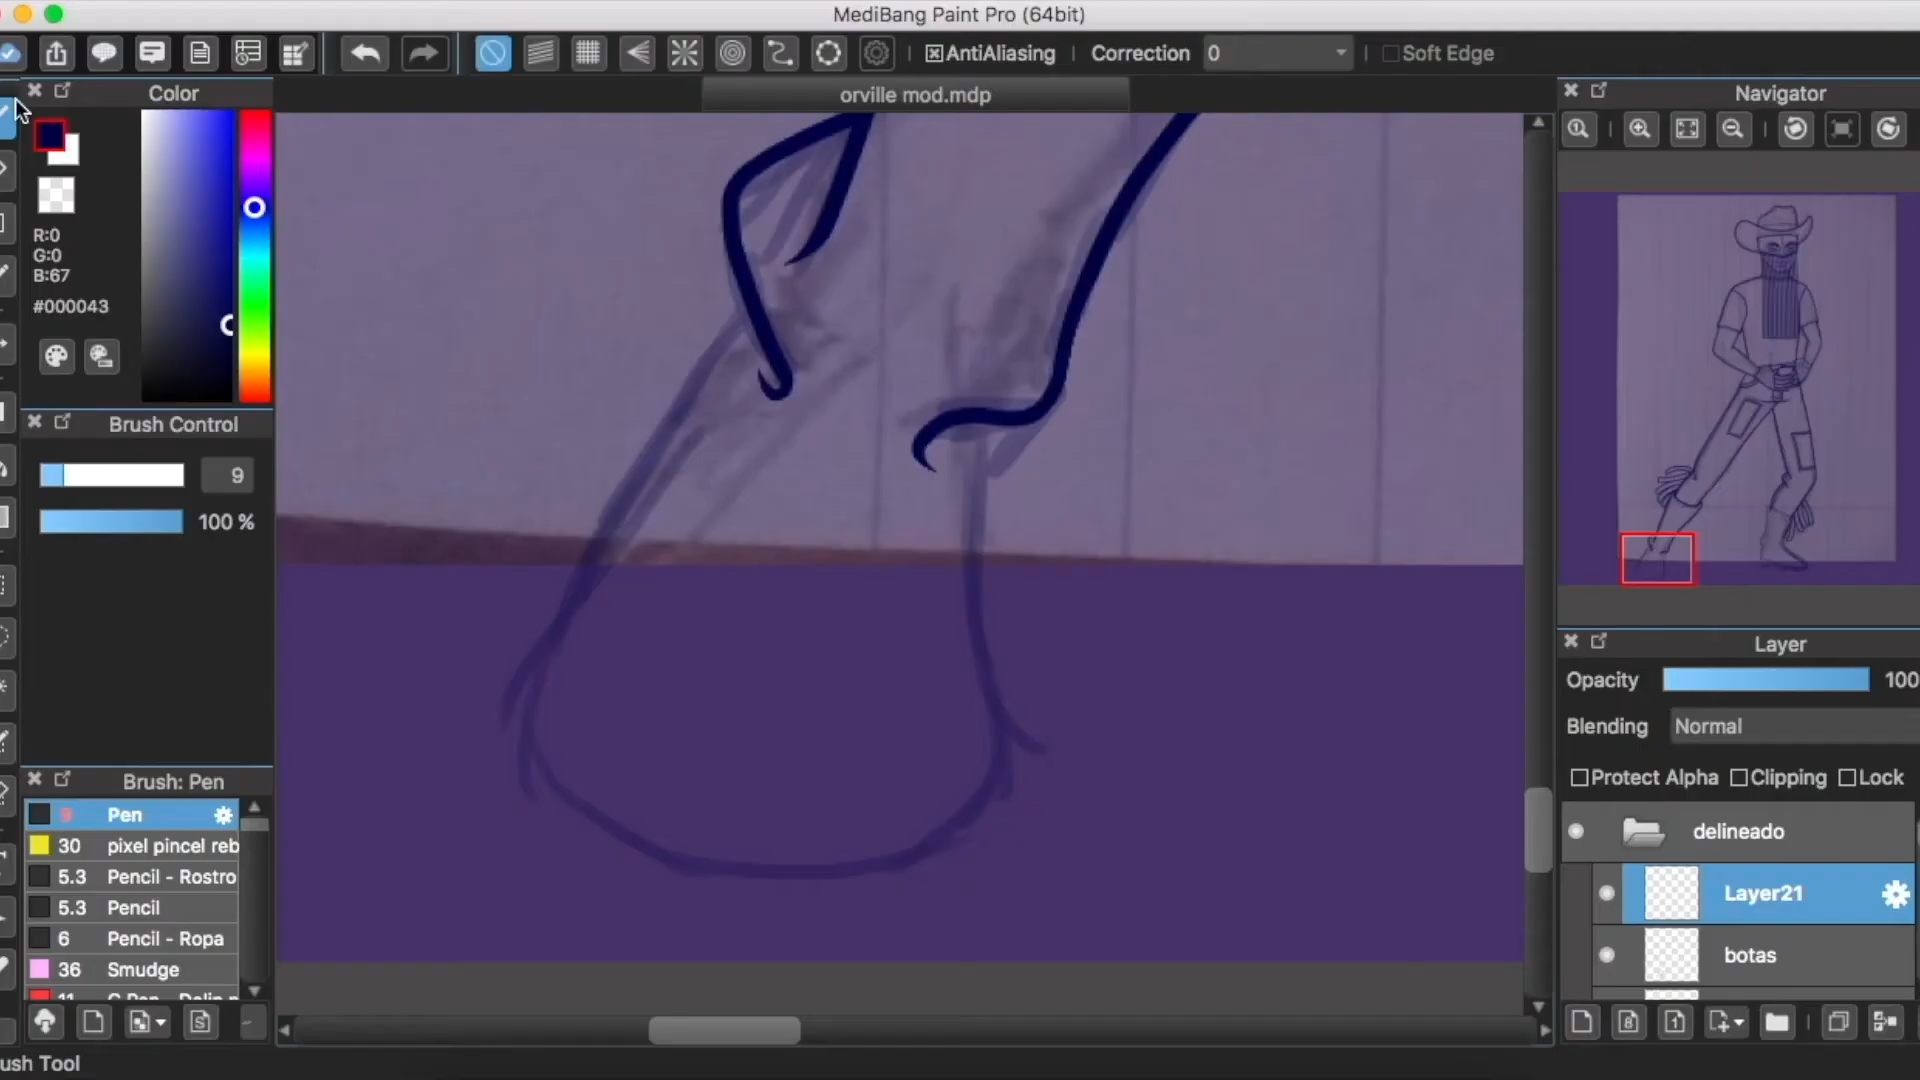 MediBang Paint Pro (64bit)
AntiAliasing
Correction 0
Soft Edge
Color
orville mod.mdp
Navigator
R:0
G:0
B:67
#000043
Brush Control
9
100 %
Layer
Opacity 100
Blending Normal
Protect Alpha Clipping Lock
Brush: Pen
9 Pen
30 pixel pincel reb
5.3 Pencil - Rostro
5.3 Pencil
6 Pencil - Ropa
36 Smudge
11
delineado
Layer21
botas
ush Tool